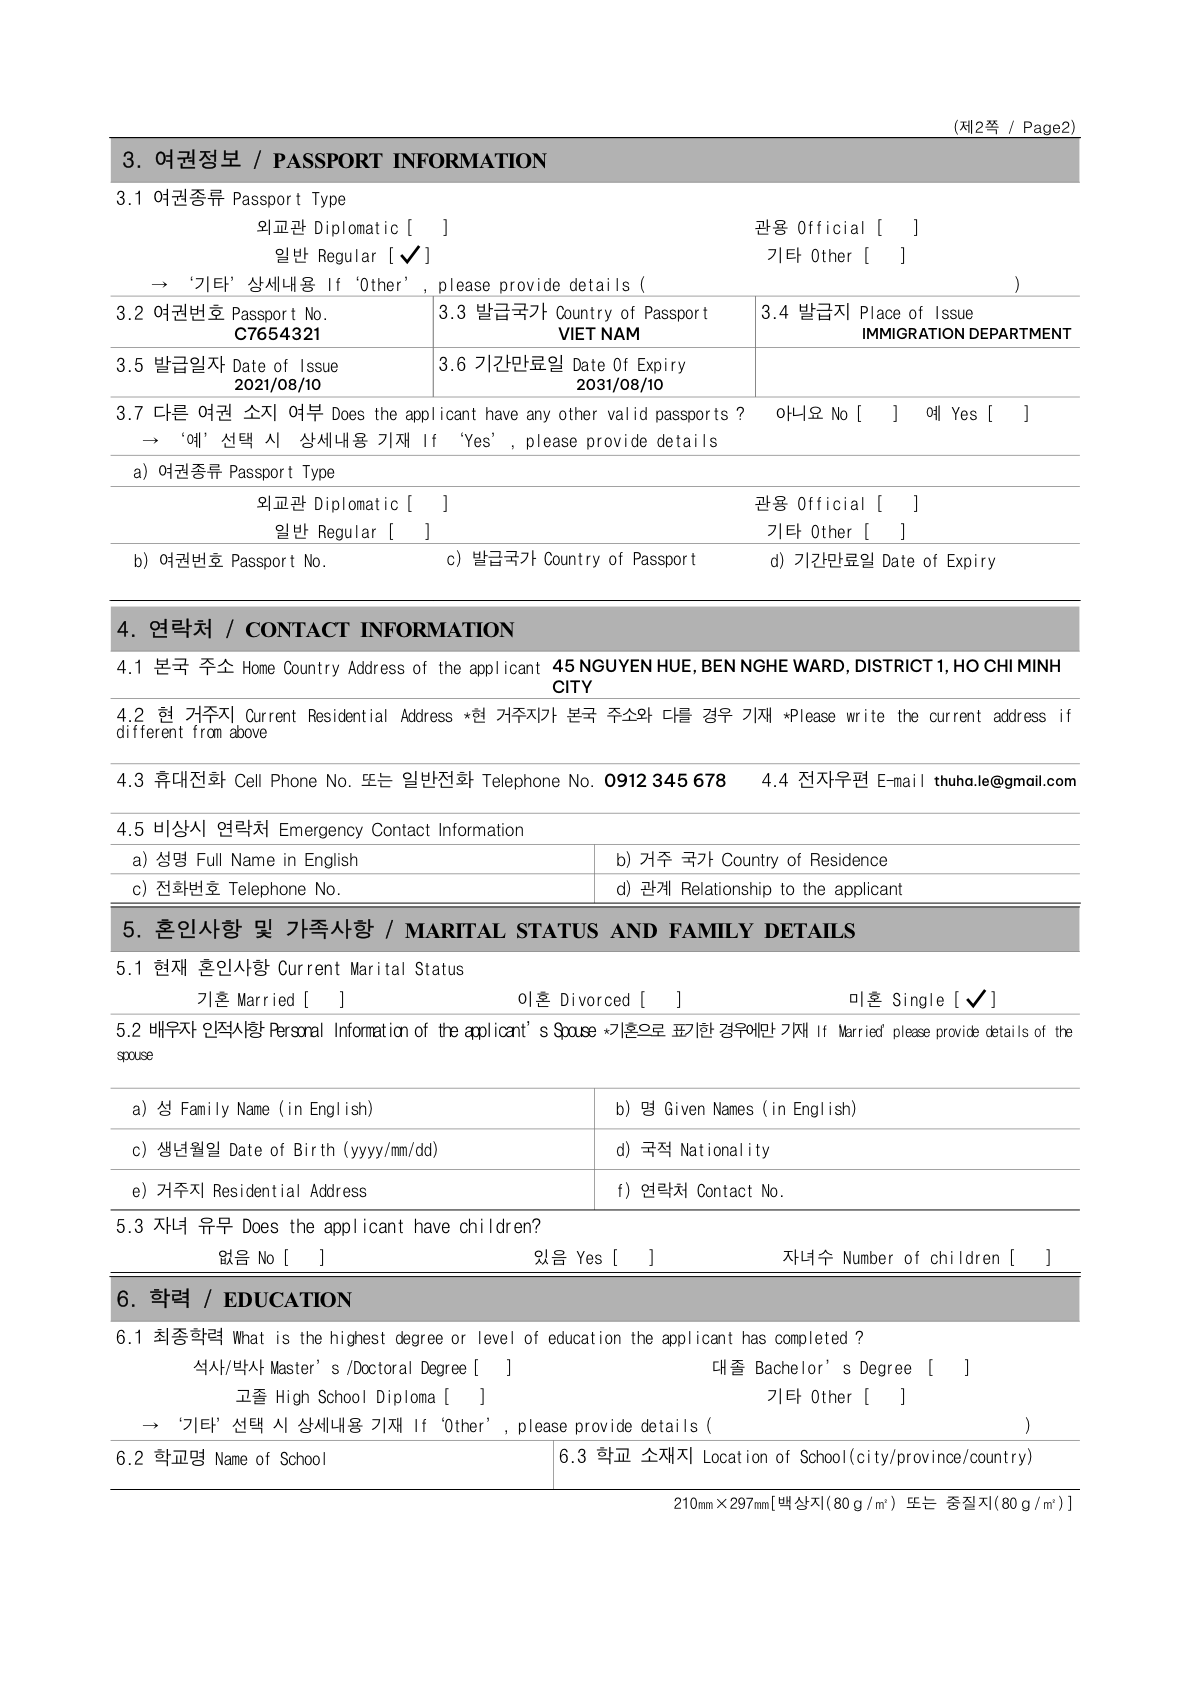 (제2쪽 / Page2)
3. 여권정보 / PASSPORT INFORMATION
3.1 여권종류 Passport Type
외교관 Diplomatic [ ] 관용 Official [ ]
일반 Regular [✓] 기타 Other [ ]
→ ‘기타’상세내용 If ‘Other’, please provide details ( )
3.2 여권번호 Passport No. 3.3 발급국가 Country of Passport 3.4 발급지 Place of Issue
C7654321 VIET NAM IMMIGRATION DEPARTMENT
3.5 발급일자 Date of Issue 3.6 기간만료일 Date Of Expiry
2021/08/10 2031/08/10
3.7 다른 여권 소지 여부 Does the applicant have any other valid passports ? 아니요 No [ ] 예 Yes [ ]
→ ‘예’선택 시 상세내용 기재 If ‘Yes’, please provide details
a) 여권종류 Passport Type
외교관 Diplomatic [ ] 관용 Official [ ]
일반 Regular [ ] 기타 Other [ ]
b) 여권번호 Passport No. c) 발급국가 Country of Passport d) 기간만료일 Date of Expiry
4. 연락처 / CONTACT INFORMATION
4.1 본국 주소 Home Country Address of the applicant 45 NGUYEN HUE, BEN NGHE WARD, DISTRICT 1, HO CHI MINH
CITY
4.2 현 거주지 Current Residential Address *현 거주지가 본국 주소와 다를 경우 기재 *Please write the current address if
different from above
4.3 휴대전화 Cell Phone No. 또는 일반전화 Telephone No. 0912 345 678 4.4 전자우편 E-mail thuha.le@gmail.com
4.5 비상시 연락처 Emergency Contact Information
a) 성명 Full Name in English b) 거주 국가 Country of Residence
c) 전화번호 Telephone No. d) 관계 Relationship to the applicant
5. 혼인사항 및 가족사항 / MARITAL STATUS AND FAMILY DETAILS
5.1 현재 혼인사항 Current Marital Status
기혼 Married [ ] 이혼 Divorced [ ] 미혼 Single [✓]
5.2 배우자 인적사항 Personal Information of the applicant’s Spouse *기혼으로 표기한 경우에만 기재 If Married’ please provide details of the
spouse
a) 성 Family Name (in English) b) 명 Given Names (in English)
c) 생년월일 Date of Birth (yyyy/mm/dd) d) 국적 Nationality
e) 거주지 Residential Address f) 연락처 Contact No.
5.3 자녀 유무 Does the applicant have children?
없음 No [ ] 있음 Yes [ ] 자녀수 Number of children [ ]
6. 학력 / EDUCATION
6.1 최종학력 What is the highest degree or level of education the applicant has completed ?
석사/박사 Master’s /Doctoral Degree [ ] 대졸 Bachelor’s Degree [ ]
고졸 High School Diploma [ ] 기타 Other [ ]
→ ‘기타’선택 시 상세내용 기재 If ‘Other’, please provide details ( )
6.2 학교명 Name of School 6.3 학교 소재지 Location of School(city/province/country)
210㎜×297㎜[백상지(80ｇ/㎡) 또는 중질지(80ｇ/㎡)]